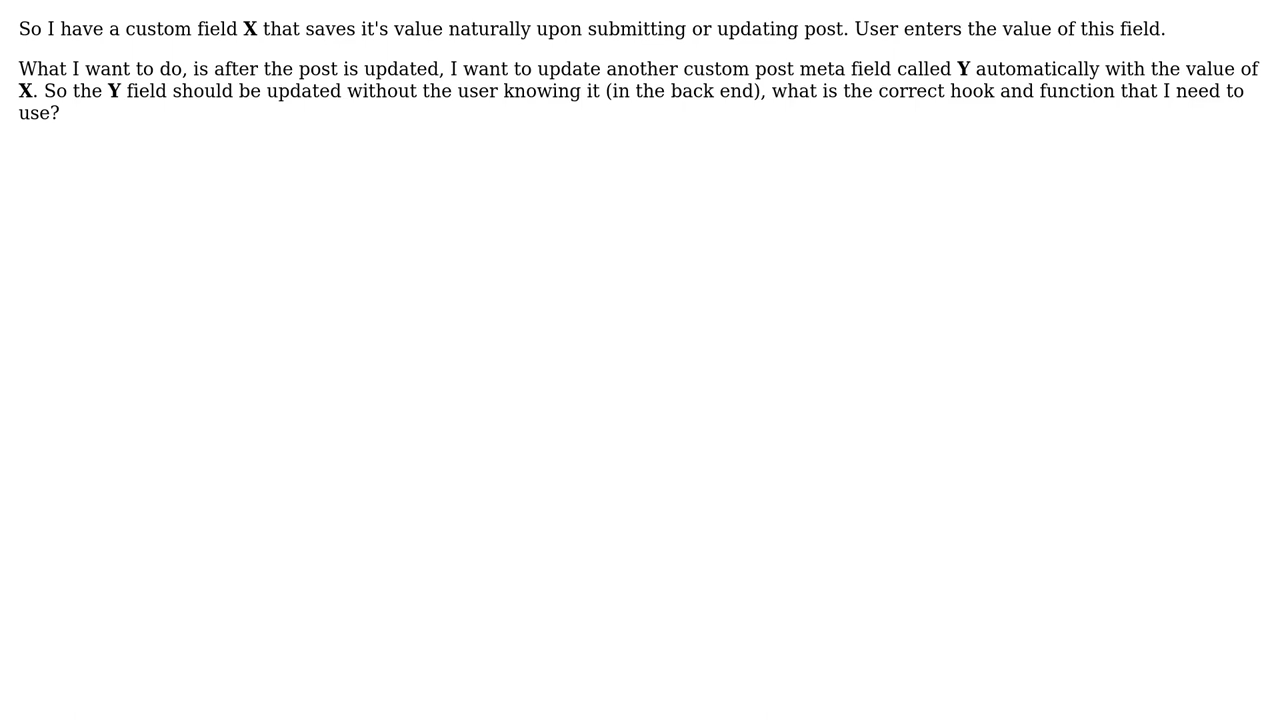 So I have a custom field X that saves it's value naturally upon submitting or updating post. User enters the value of this field.
What I want to do, is after the post is updated, I want to update another custom post meta field called Y automatically with the value of
X. So the Y field should be updated without the user knowing it (in the back end), what is the correct hook and function that I need to
use?